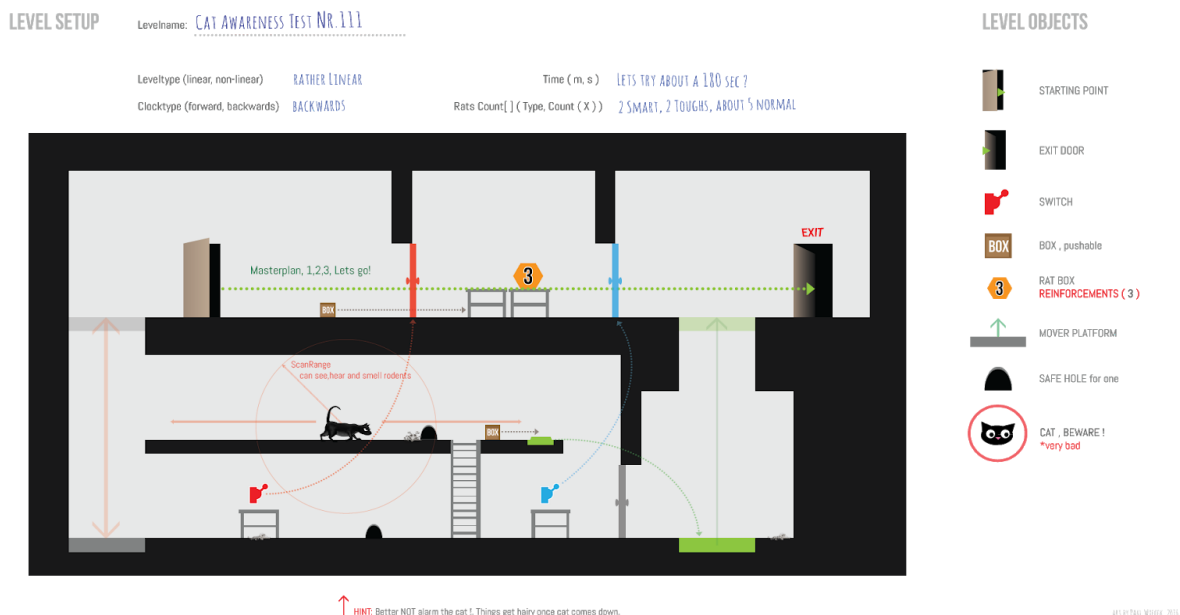 LEVEL SETUP
Levelname: CAT AWARENESS TEST NR.111
LEVEL OBJECTS
Leveltype (linear, non-linear) RATHER LINEAR
Time ( m, s ) LETS TRY ABOUT A 180 SEC ?
Clocktype (forward, backwards) BACKWARDS
Rats Count[ ] ( Type, Count ( X ) ) 2 SMART, 2 TOUGHS, ABOUT 5 NORMAL
STARTING POINT
EXIT DOOR
SWITCH
BOX
BOX , pushable
3
RAT BOX
REINFORCEMENTS ( 3 )
MOVER PLATFORM
SAFE HOLE for one
CAT , BEWARE !
*very bad
EXIT
Masterplan, 1,2,3, Lets go!
3
BOX
ScanRange
can see,hear and smell rodents
BOX
HINT: Better NOT alarm the cat !. Things get hairy once cat comes down.